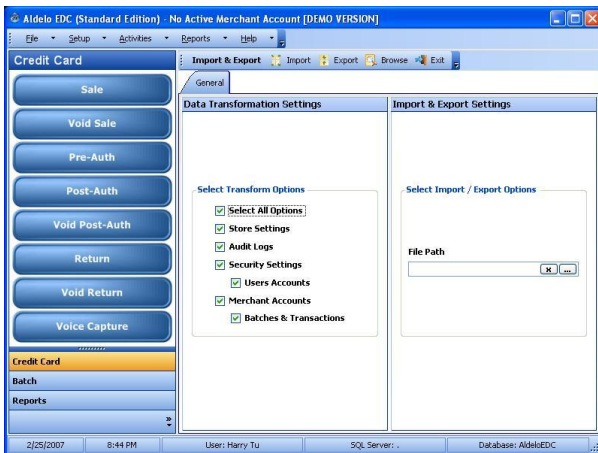 Aldelo EDC (Standard Edition) - No Active Merchant Account [DEMO VERSION]
File Setup Activities Reports Help
Credit Card
Import & Export Import Export Browse Exit
Sale
Void Sale
Pre-Auth
Post-Auth
Void Post-Auth
Return
Void Return
Voice Capture
Credit Card
Batch
Reports
General
Data Transformation Settings
Select Transform Options
Select All Options
Store Settings
Audit Logs
Security Settings
Users Accounts
Merchant Accounts
Batches & Transactions
Import & Export Settings
Select Import / Export Options
File Path
x ...
2/25/2007 8:44 PM User: Harry Tu SQL Server: . Database: AldeloEDC